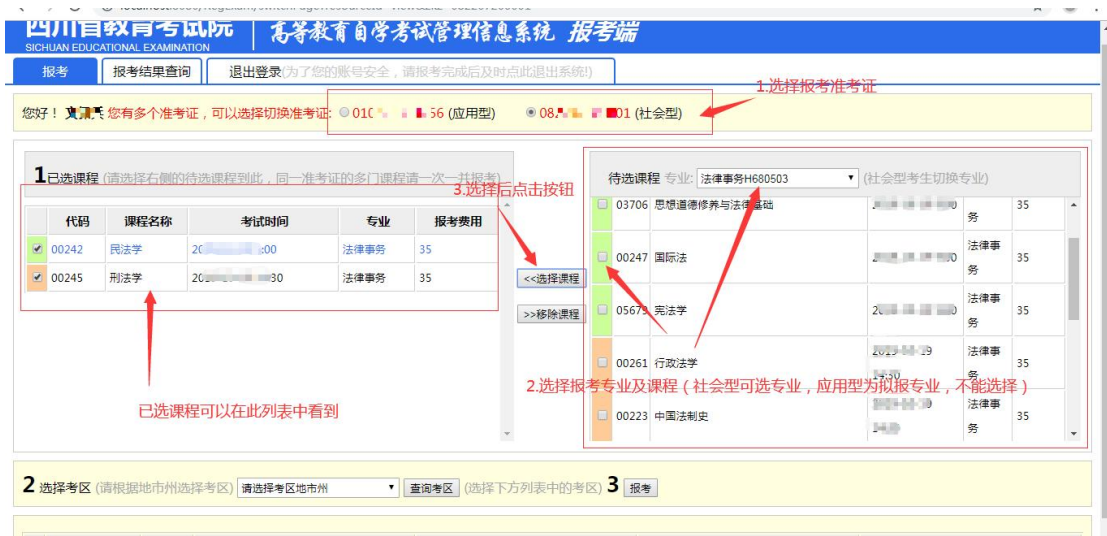 四川省教育考试院
SICHUAN EDUCATIONAL EXAMINATION
高等教育自学考试管理信息系统 报考端
报考
报考结果查询
退出登录(为了您的账号安全，请报考完成后及时点此退出系统!)
1.选择报考准考证
您好！
您有多个准考证，可以选择切换准考证:
010
56 (应用型)
08
01 (社会型)
1已选课程 (请选择右侧的待选课程到此，同一准考证的多门课程请一次一共报考)
3.选择后点击按钮
代码 课程名称 考试时间 专业 报考费用
00242 民法学 20 :00 法律事务 35
00245 刑法学 20 30 法律事务 35
<<选择课程
>>移除课程
已选课程可以在此列表中看到
待选课程 专业: 法律事务H680503 (社会型考生切换专业)
03706 思想道德修养与法律基础 0 务 35
00247 国际法 0 法律事务 35
05679 宪法学 2 0 法律事务 35
00261 行政法学 19 法律事务 35
2.选择报考专业及课程（社会型可选专业，应用型为拟报专业，不能选择）
00223 中国法制史 法律事务 35
2 选择考区 (请根据地市州选择考区) 请选择考区地市州 查询考区 (选择下方列表中的考区) 3 报考